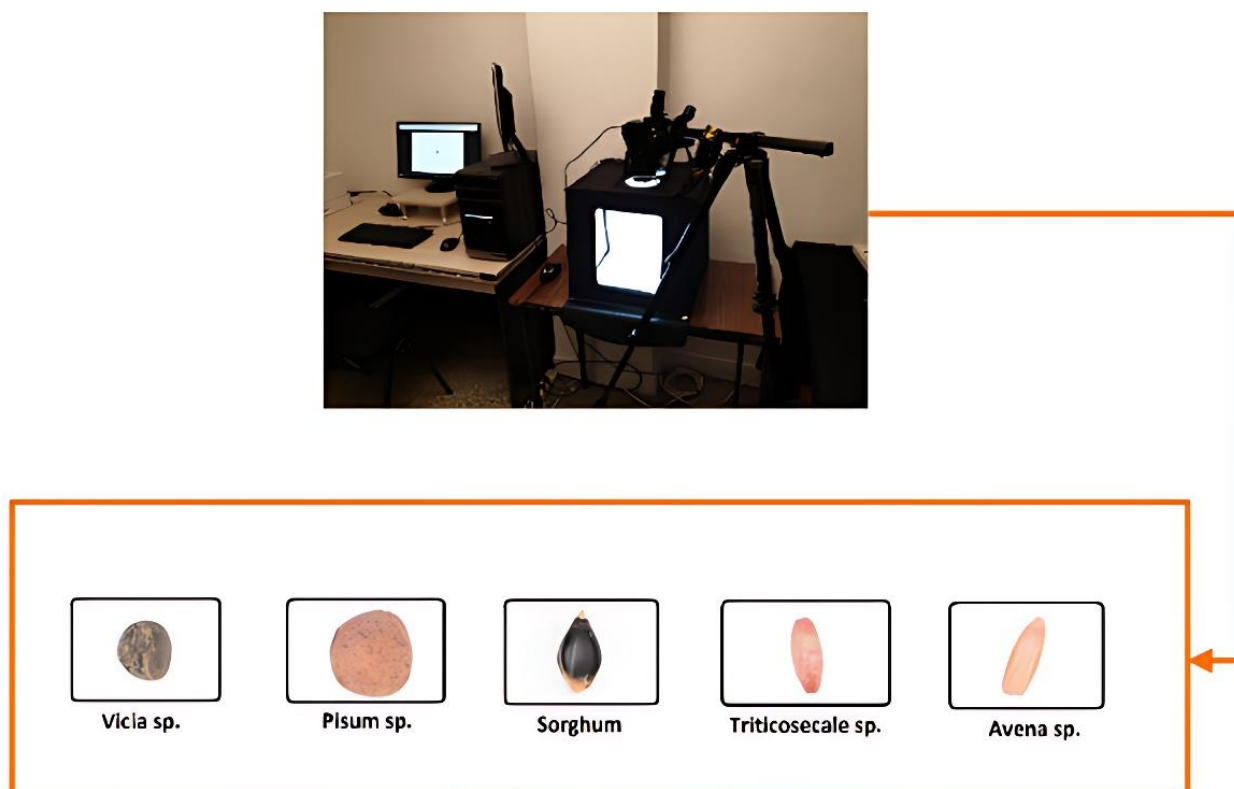 Vicia sp.
Pisum sp.
Sorghum
Triticosecale sp.
Avena sp.